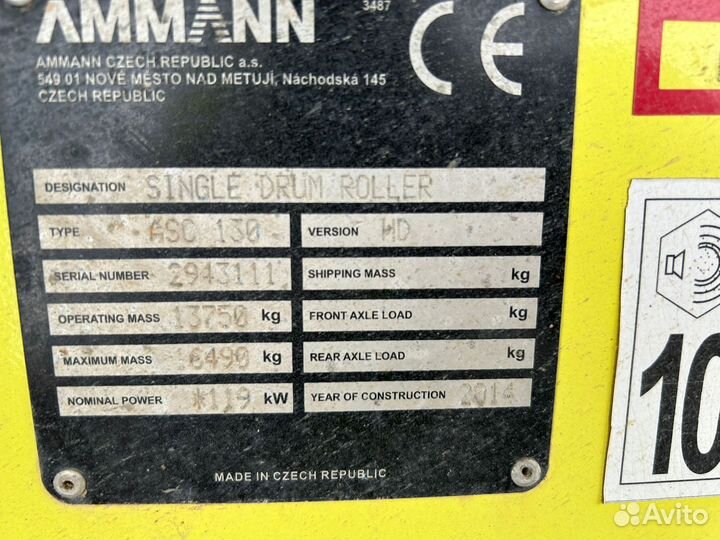 AMMANN
3487
CE
AMMANN CZECH REPUBLIC a.s.
549 01 NOVÉ MĚSTO NAD METUJÍ, Náchodská 145
CZECH REPUBLIC
DESIGNATION SINGLE DRUM ROLLER
TYPE ASC 130 VERSION HD
SERIAL NUMBER 2943111 SHIPPING MASS kg
OPERATING MASS 13750 kg FRONT AXLE LOAD kg
MAXIMUM MASS kg REAR AXLE LOAD kg
NOMINAL POWER *119 kW YEAR OF CONSTRUCTION 2014
MADE IN CZECH REPUBLIC
10
Avito